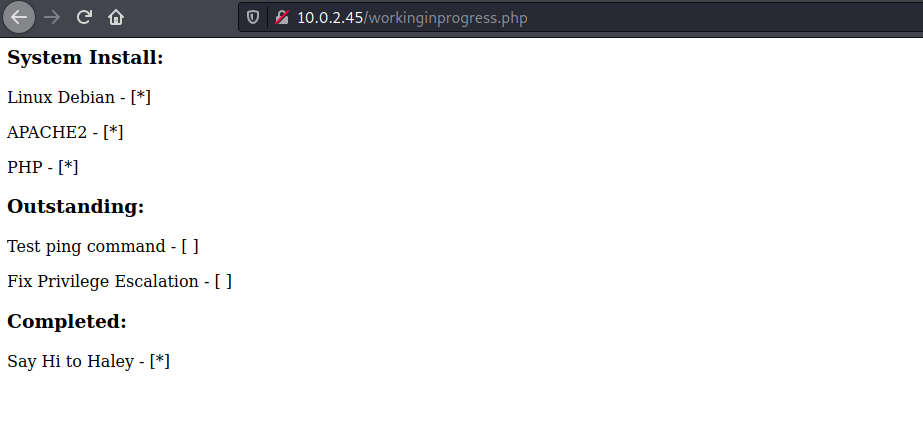 10.0.2.45/workinginprogress.php
System Install:
Linux Debian - [*]
APACHE2 - [*]
PHP - [*]
Outstanding:
Test ping command - [ ]
Fix Privilege Escalation - [ ]
Completed:
Say Hi to Haley - [*]